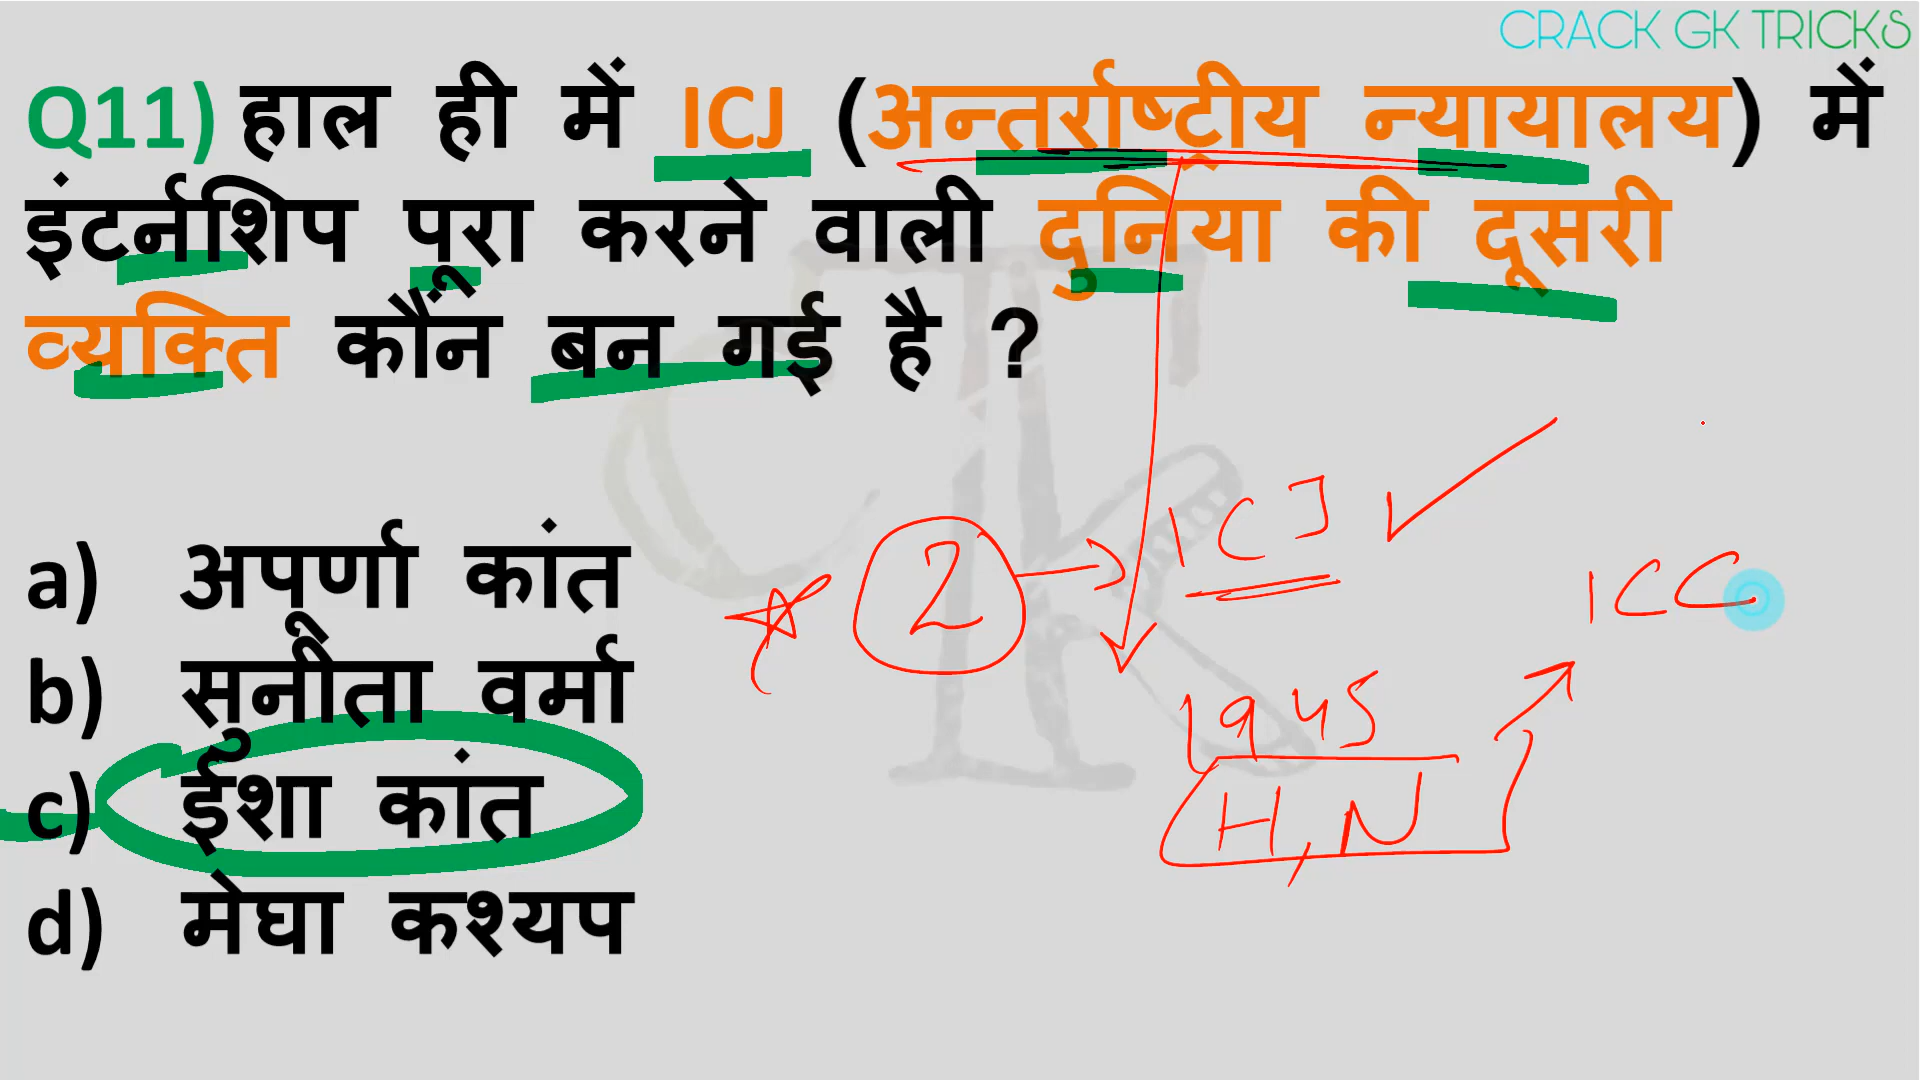 CRACK GK TRICKS
Q11) हाल ही में ICJ (अन्तर्राष्ट्रीय न्यायालय) में
इंटर्नशिप पूरा करने वाली दुनिया की दूसरी
व्यक्ति कौन बन गई है ?
a) अपूर्णा कांत
b) सुनीता वर्मा
c) ईशा कांत
d) मेघा कश्यप
2 ICJ
ICC
1945
H, N